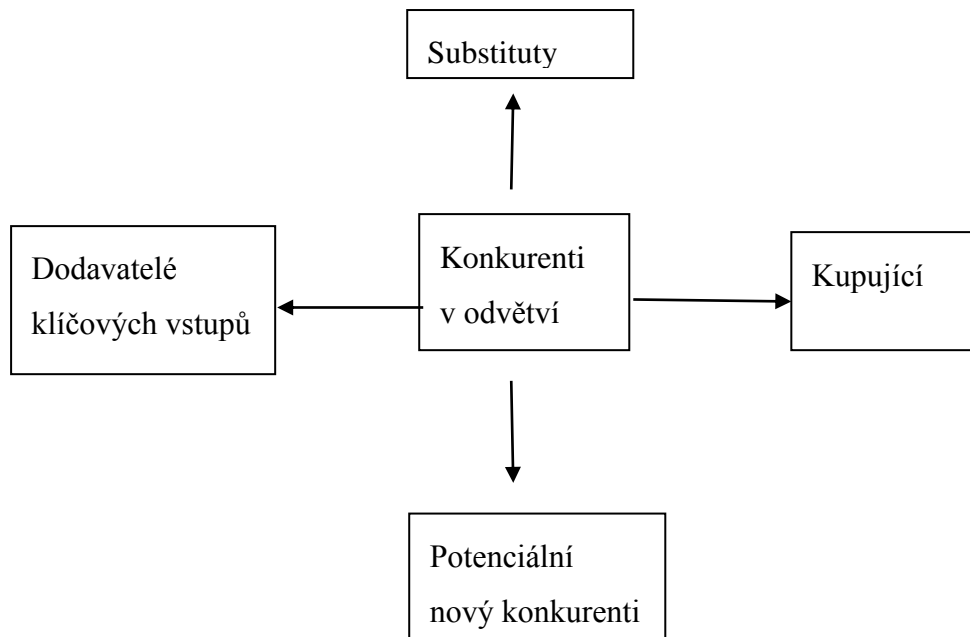 Substituty
Dodavatelé
klíčových vstupů
Konkurenti
v odvětví
Kupující
Potenciální
nový konkurenti